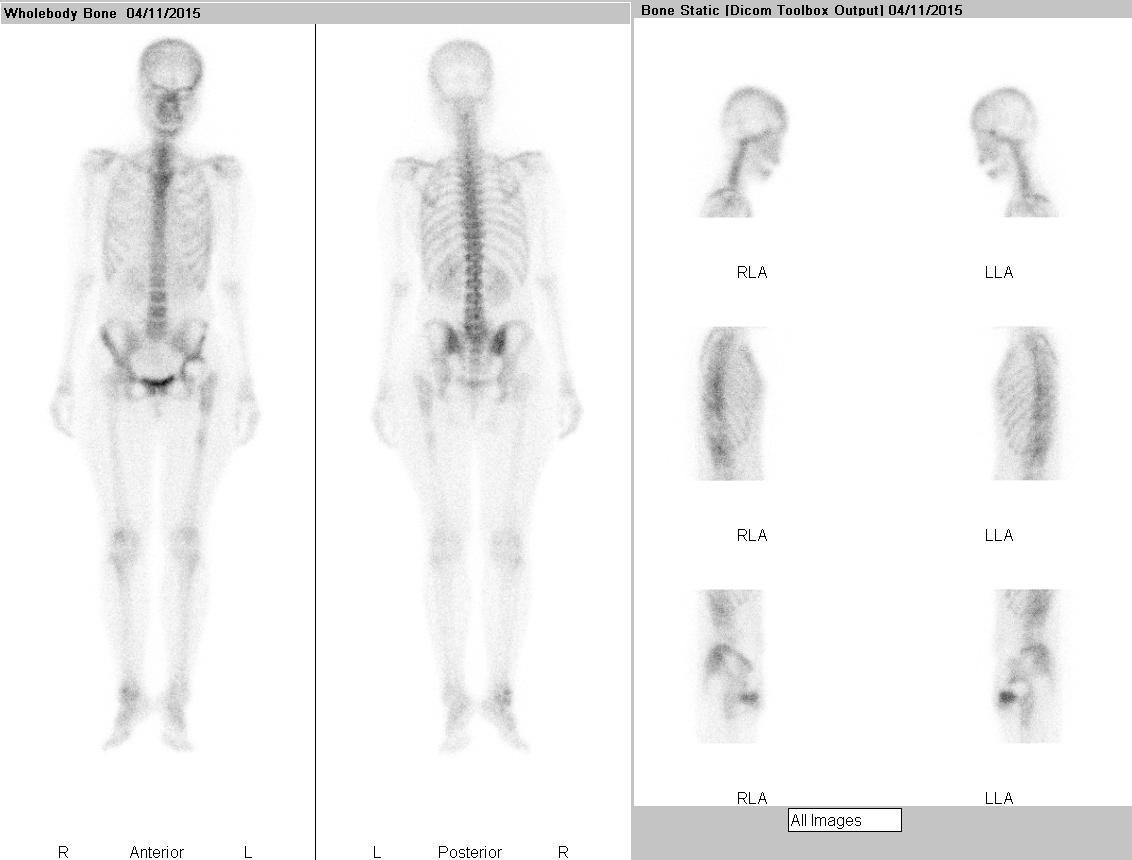 Wholebody Bone 04/11/2015
Bone Static [Dicom Toolbox Output] 04/11/2015
RLA
LLA
RLA
LLA
RLA
LLA
All Images
R
Anterior
L
L
Posterior
R